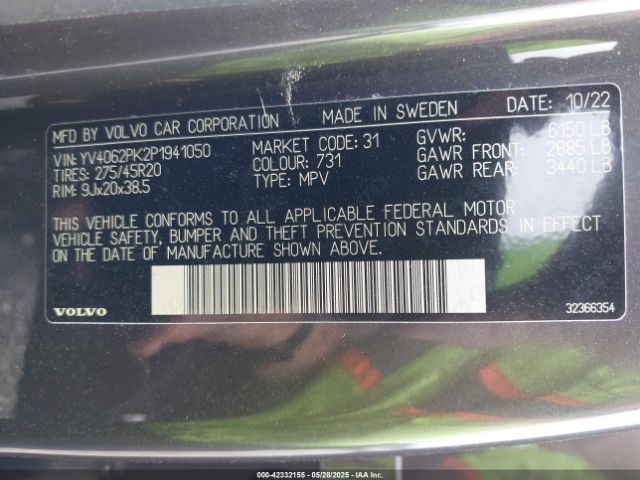 MFD BY VOLVO CAR CORPORATION MADE IN SWEDEN DATE: 10/22
VIN: YV4062PK2P1941050 MARKET CODE: 31 GVWR: 6150 LB
TIRES: 275/45R20 COLOUR: 731 GAWR FRONT: 2885 LB
RIM: 9Jx20x38.5 TYPE: MPV GAWR REAR: 3440 LB
THIS VEHICLE CONFORMS TO ALL APPLICABLE FEDERAL MOTOR
VEHICLE SAFETY, BUMPER AND THEFT PREVENTION STANDARDS IN EFFECT
ON THE DATE OF MANUFACTURE SHOWN ABOVE.
VOLVO 32366354
000-42332155 - 05/28/2025 - IAA Inc.